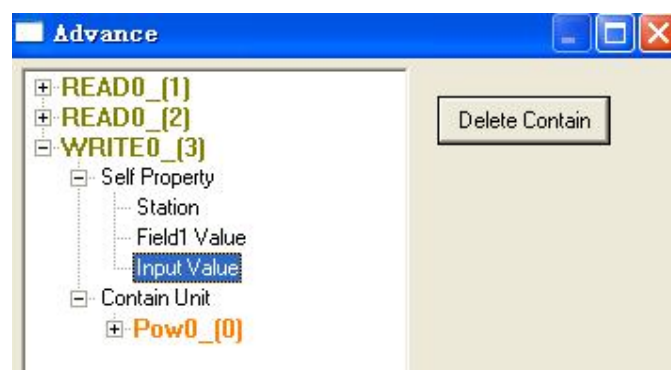 Advance
READ0_(1)
READ0_(2)
WRITE0_(3)
Self Property
Station
Field1 Value
Input Value
Contain Unit
Pow0_(0)
Delete Contain